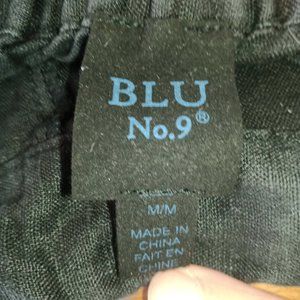 BLU
No.9®
M/M
MADE IN
CHINA
FAIT EN
CHINE